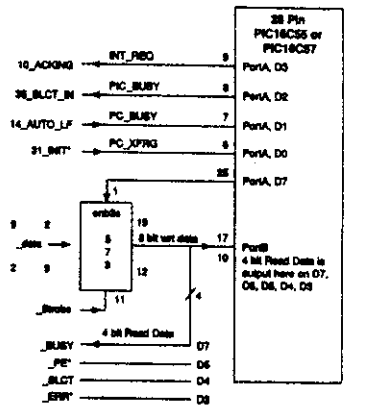 28 Pin
PIC16C55 or
PIC16C57
10_ACKING INT_REQ 9 PortA, D3
36_SLCT_IN PIC_BUSY 8 PortA, D2
14_AUTO_LF PC_BUSY 7 PortA, D1
31_INIT* PC_XFRG 6 PortA, D0
25 PortA, D7
1
enable
9 2 19
_data 5 8 bit wrt data 17 PortB
7 10 4 bit Read Data is
2 9 3 12 output here on D7,
D6, D5, D4, D3
11
_Strobe 4
4 bit Read Data
_BUSY D7
_PE* D5
_SLCT D4
_ERR* D3